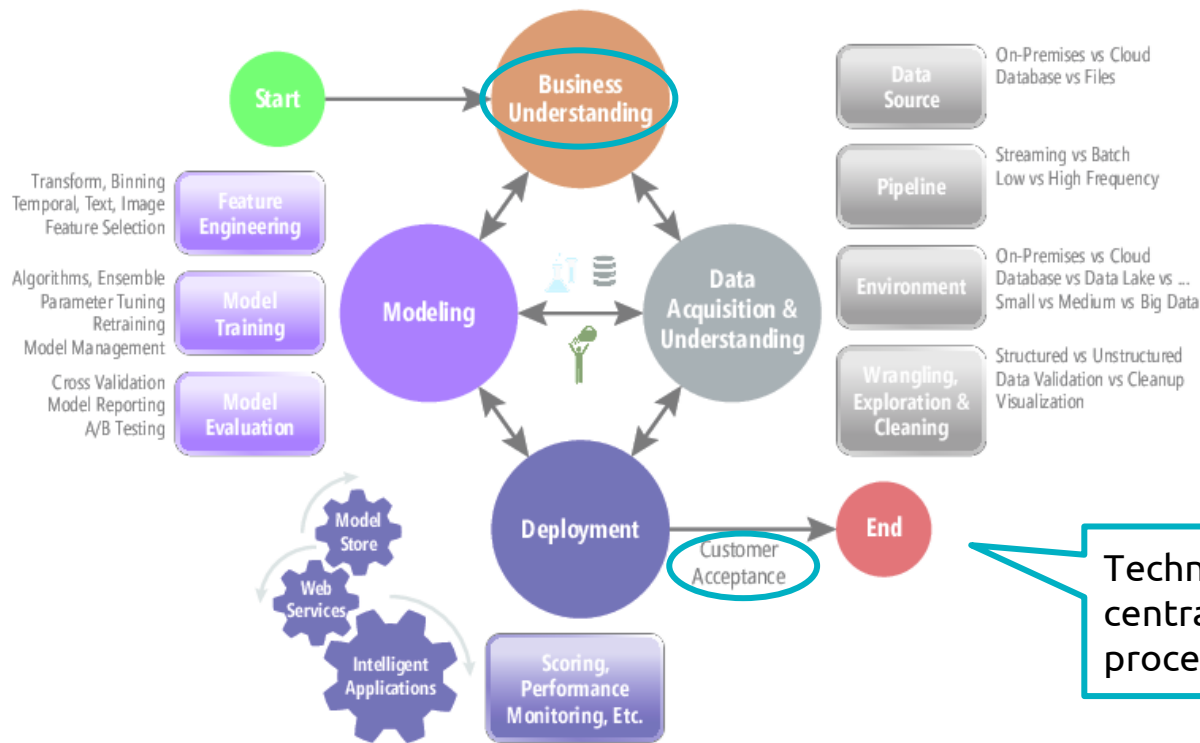 Start
Business
Understanding
Data
Source
On-Premises vs Cloud
Database vs Files
Transform, Binning
Temporal, Text, Image
Feature Selection
Feature
Engineering
Pipeline
Streaming vs Batch
Low vs High Frequency
Algorithms, Ensemble
Parameter Tuning
Retraining
Model Management
Model
Training
Modeling
Data
Acquisition &
Understanding
Environment
On-Premises vs Cloud
Database vs Data Lake vs ...
Small vs Medium vs Big Data
Cross Validation
Model Reporting
A/B Testing
Model
Evaluation
Wrangling,
Exploration &
Cleaning
Structured vs Unstructured
Data Validation vs Cleanup
Visualization
Model
Store
Web
Services
Intelligent
Applications
Deployment
Customer
Acceptance
End
Scoring,
Performance
Monitoring, Etc.